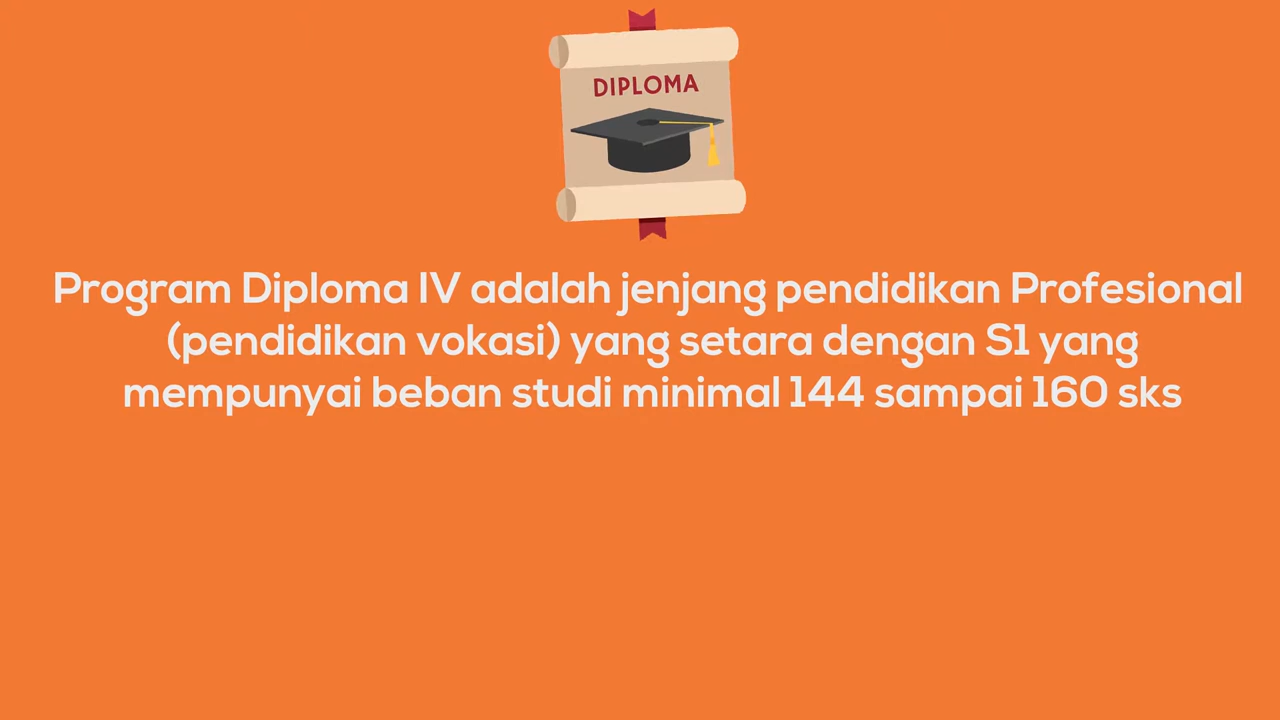 DIPLOMA
Program Diploma IV adalah jenjang pendidikan Profesional
(pendidikan vokasi) yang setara dengan S1 yang
mempunyai beban studi minimal 144 sampai 160 sks